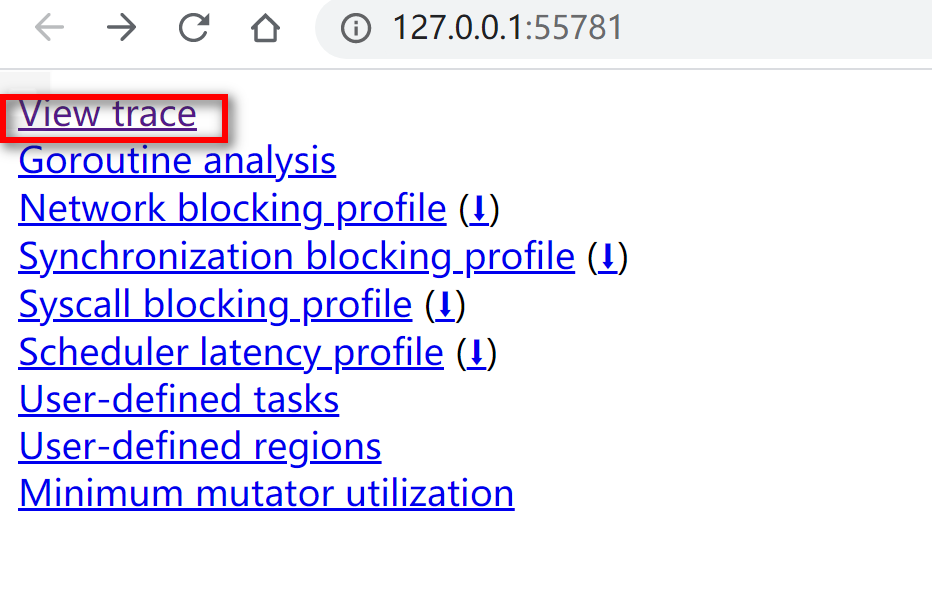 127.0.0.1:55781
View trace
Goroutine analysis
Network blocking profile (⬇)
Synchronization blocking profile (⬇)
Syscall blocking profile (⬇)
Scheduler latency profile (⬇)
User-defined tasks
User-defined regions
Minimum mutator utilization